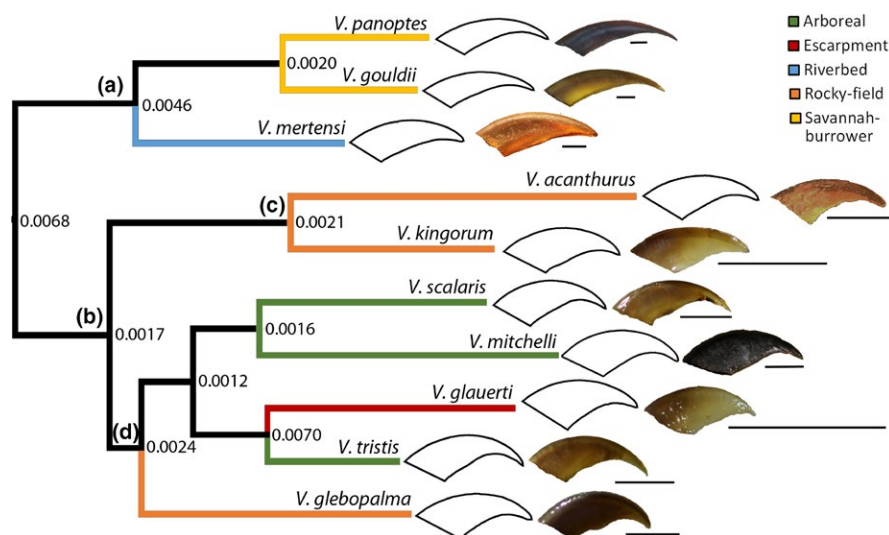 V. panoptes
Arboreal
Escarpment
0.0020
(a)
V. gouldii
Riverbed
Rocky-field
0.0046
Savannah-
burrower
V. mertensi
V. acanthurus
(c)
0.0068
0.0021
V. kingorum
V. scalaris
(b)
0.0017
0.0016
V. mitchelli
0.0012
V. glauerti
(d)
0.0024
0.0070
V. tristis
V. glebopalma